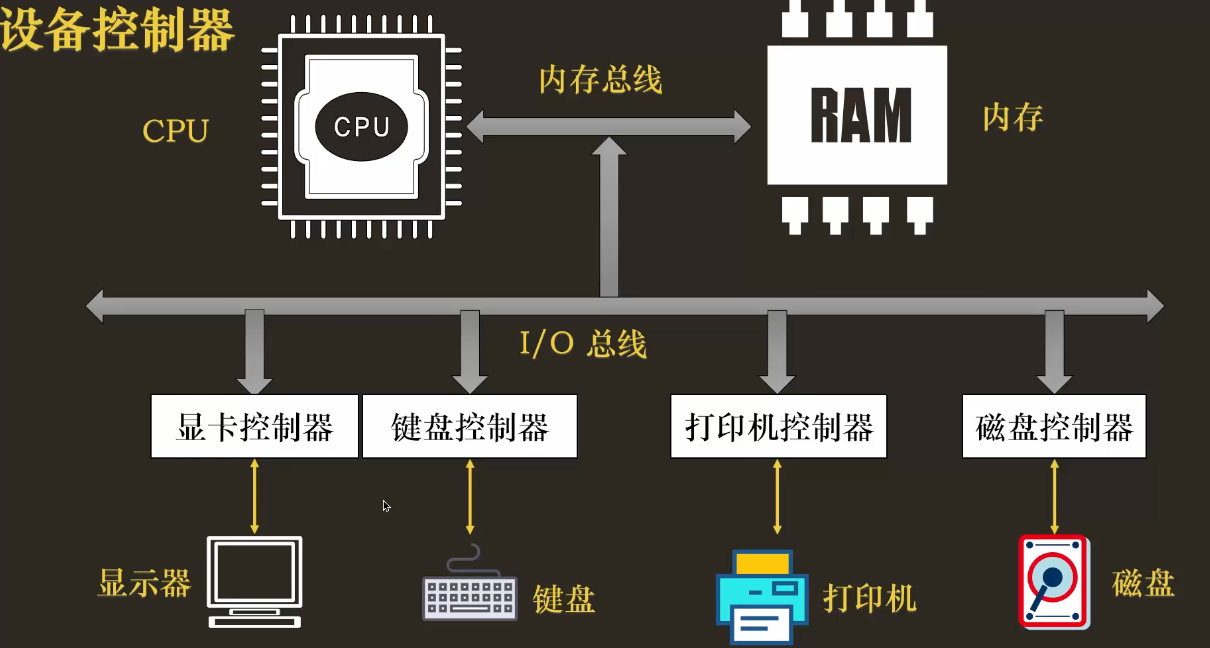 设备控制器
内存总线
CPU
CPU
RAM
内存
I/O 总线
显卡控制器
键盘控制器
打印机控制器
磁盘控制器
显示器
键盘
打印机
磁盘